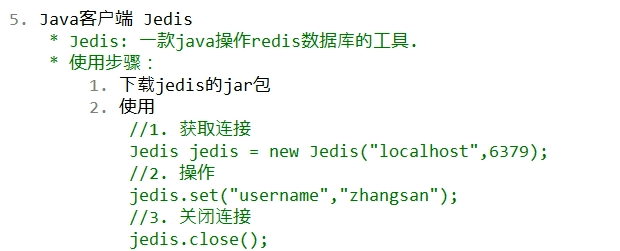 5. Java客户端 Jedis
* Jedis: 一款java操作redis数据库的工具.
* 使用步骤：
1. 下载jedis的jar包
2. 使用
//1. 获取连接
Jedis jedis = new Jedis("localhost",6379);
//2. 操作
jedis.set("username","zhangsan");
//3. 关闭连接
jedis.close();